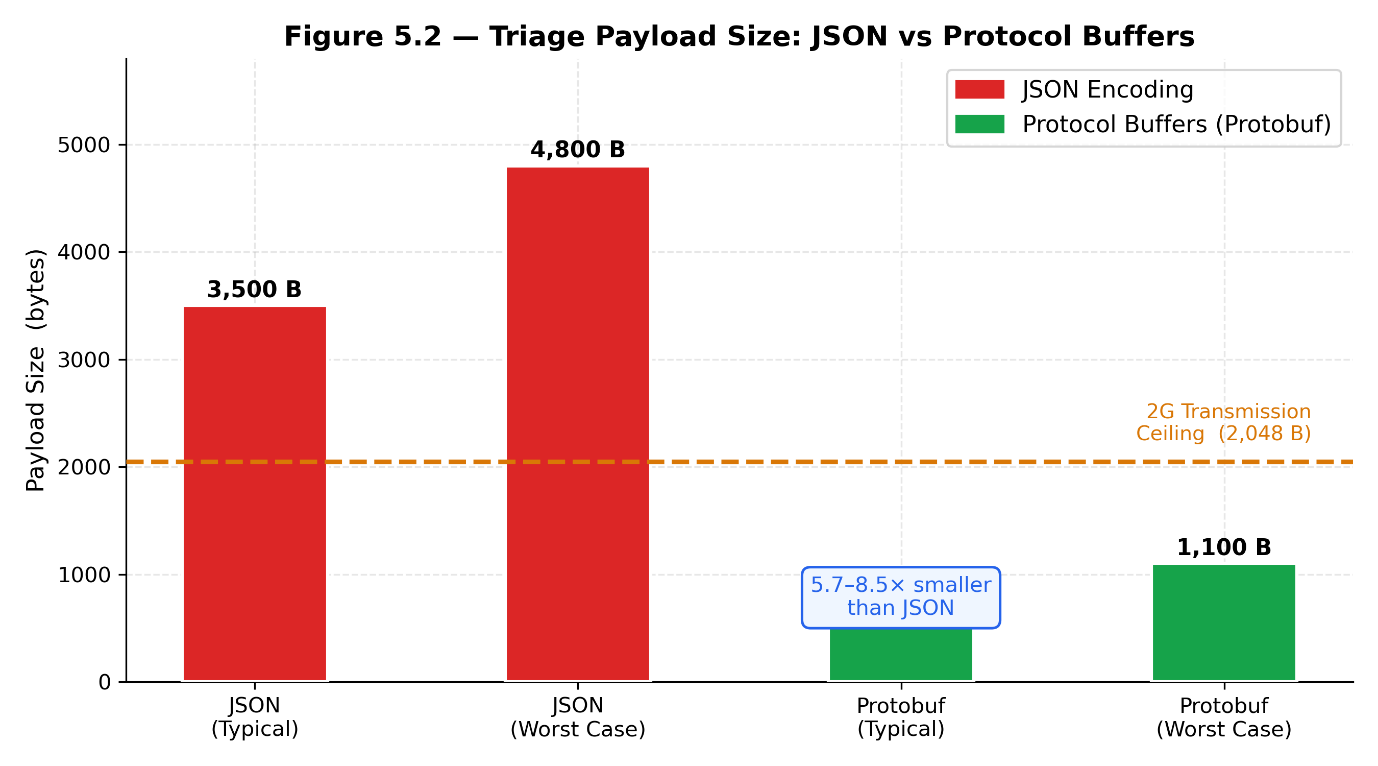 Figure 5.2 — Triage Payload Size: JSON vs Protocol Buffers
JSON Encoding
Protocol Buffers (Protobuf)
Payload Size (bytes)
5000
4000
3000
2000
1000
0
3,500 B
4,800 B
2G Transmission
Ceiling (2,048 B)
5.7–8.5× smaller
than JSON
1,100 B
JSON
(Typical)
JSON
(Worst Case)
Protobuf
(Typical)
Protobuf
(Worst Case)